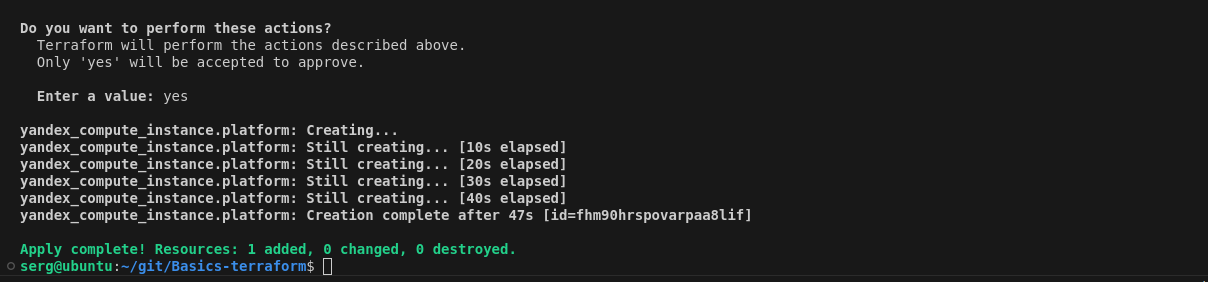 Do you want to perform these actions?
Terraform will perform the actions described above.
Only 'yes' will be accepted to approve.
Enter a value: yes
yandex_compute_instance.platform: Creating...
yandex_compute_instance.platform: Still creating... [10s elapsed]
yandex_compute_instance.platform: Still creating... [20s elapsed]
yandex_compute_instance.platform: Still creating... [30s elapsed]
yandex_compute_instance.platform: Still creating... [40s elapsed]
yandex_compute_instance.platform: Creation complete after 47s [id=fhm90hrspovarpaa8lif]
Apply complete! Resources: 1 added, 0 changed, 0 destroyed.
serg@ubuntu:~/git/Basics-terraform$